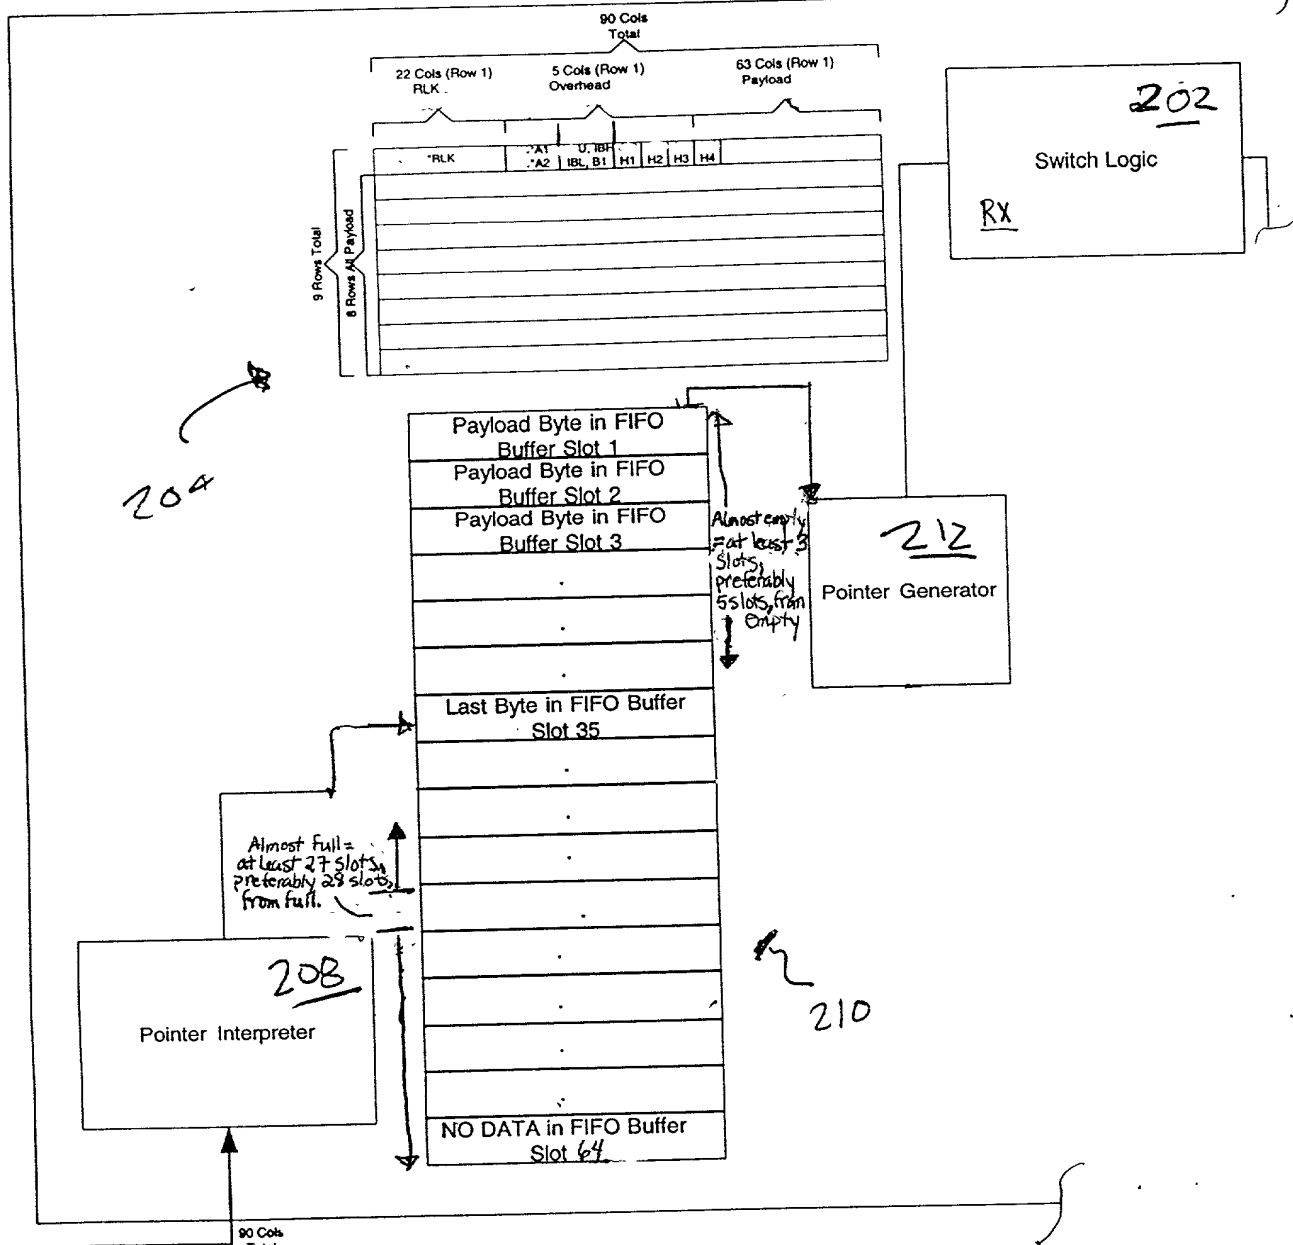 90 Cols
Total
22 Cols (Row 1)
RLK
5 Cols (Row 1)
Overhead
63 Cols (Row 1)
Payload
*RLK
*A1
*A2
U, IBH
IBL, B1
H1
H2
H3
H4
9 Rows Total
8 Rows All Payload
202
Switch Logic
RX
204
Payload Byte in FIFO
Buffer Slot 1
Payload Byte in FIFO
Buffer Slot 2
Payload Byte in FIFO
Buffer Slot 3
Almost empty
= at least 3
slots,
preferably
5 slots, from
empty
212
Pointer Generator
Last Byte in FIFO Buffer
Slot 35
Almost Full =
at least 27 slots,
preferably 28 slots,
from full.
208
Pointer Interpreter
210
NO DATA in FIFO Buffer
Slot 64
90 Cols